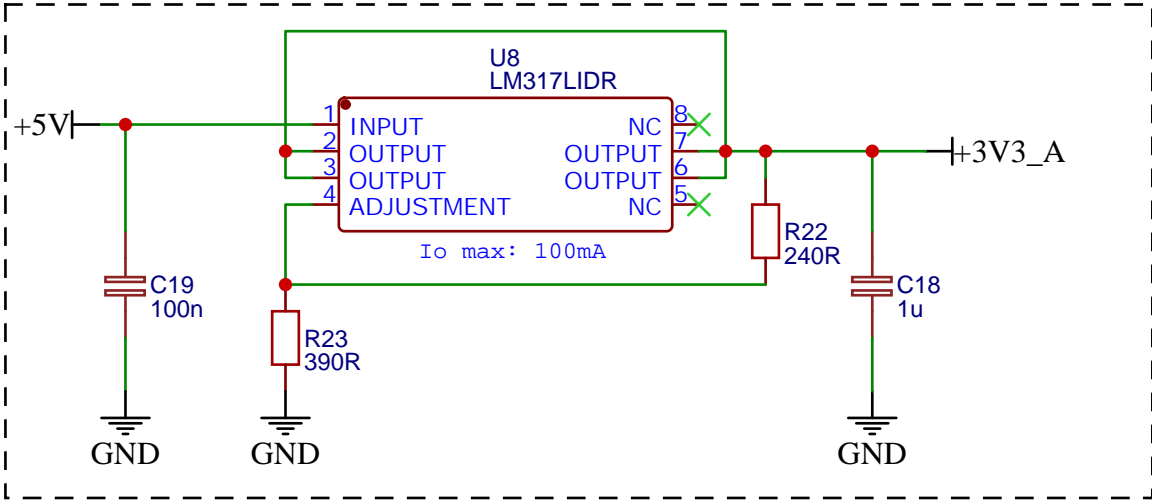 U8
LM317LIDR
+5V
1
INPUT
2
OUTPUT
3
OUTPUT
4
ADJUSTMENT
8
NC
7
OUTPUT
6
OUTPUT
5
NC
+3V3_A
Io max: 100mA
R22
240R
C19
100n
C18
1u
R23
390R
GND
GND
GND